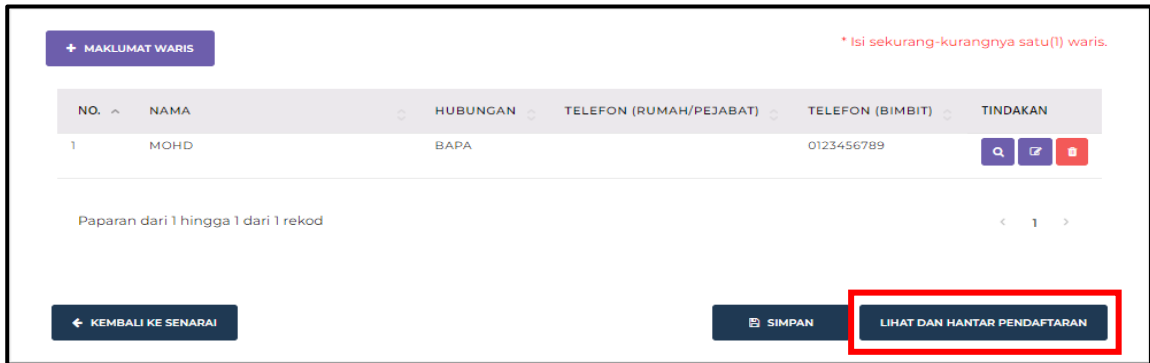 + MAKLUMAT WARIS
* Isi sekurang-kurangnya satu(1) waris.
NO. NAMA HUBUNGAN TELEFON (RUMAH/PEJABAT) TELEFON (BIMBIT) TINDAKAN
1 MOHD BAPA 0123456789
Paparan dari 1 hingga 1 dari 1 rekod
< 1 >
← KEMBALI KE SENARAI SIMPAN LIHAT DAN HANTAR PENDAFTARAN